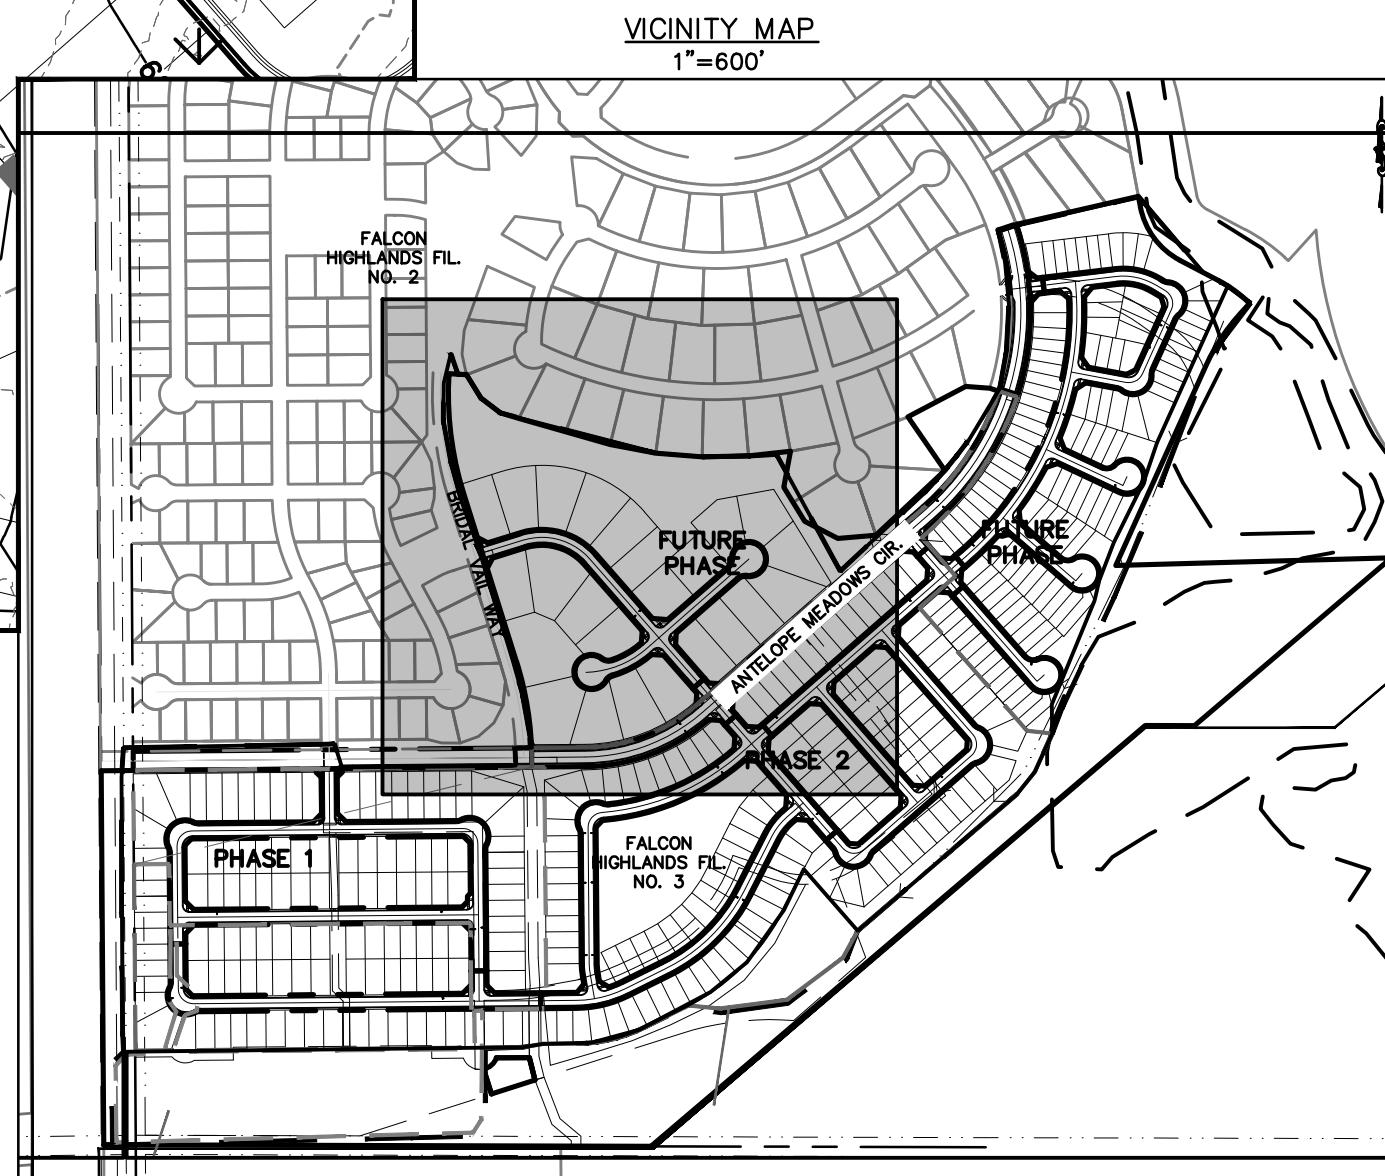 VICINITY MAP
1"=600'
FALCON
HIGHLANDS FIL.
NO. 2
BRIDAL VAIL WAY
FUTURE
PHASE
FUTURE
PHASE
ANTELOPE MEADOWS CIR.
PHASE 2
FALCON
HIGHLANDS FIL.
NO. 3
PHASE 1